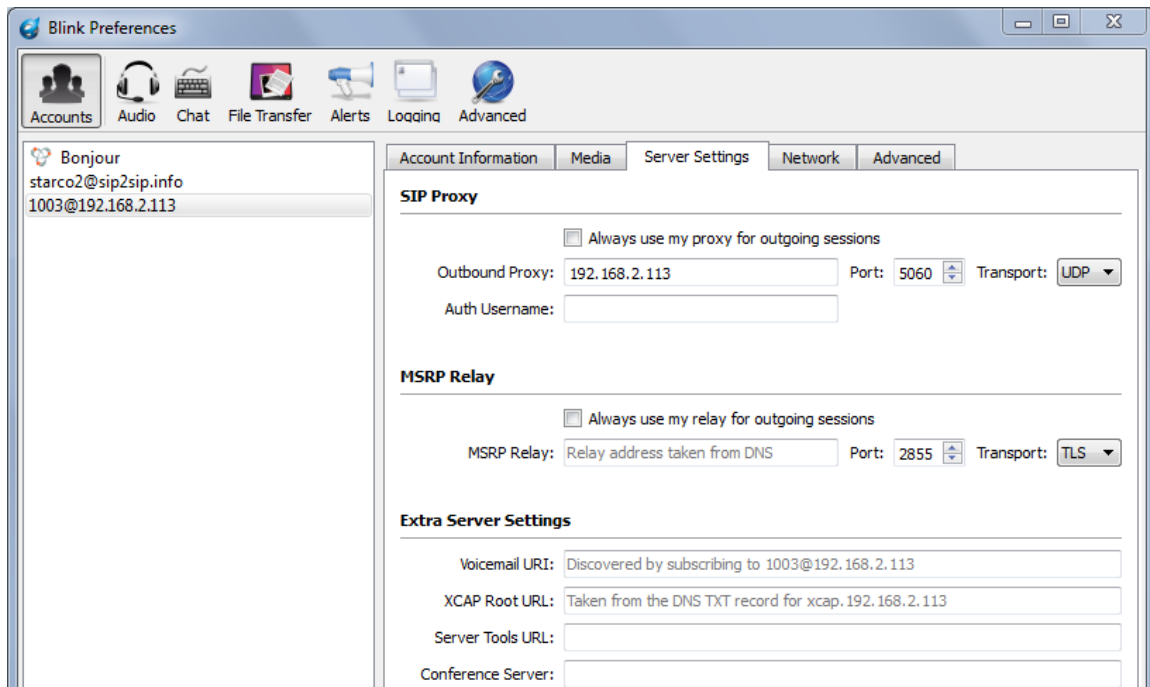 Blink Preferences
Accounts Audio Chat File Transfer Alerts Logging Advanced
Bonjour
starco2@sip2sip.info
1003@192.168.2.113
Account Information Media Server Settings Network Advanced
SIP Proxy
Always use my proxy for outgoing sessions
Outbound Proxy: 192.168.2.113 Port: 5060 Transport: UDP
Auth Username:
MSRP Relay
Always use my relay for outgoing sessions
MSRP Relay: Relay address taken from DNS Port: 2855 Transport: TLS
Extra Server Settings
Voicemail URI: Discovered by subscribing to 1003@192.168.2.113
XCAP Root URL: Taken from the DNS TXT record for xcap.192.168.2.113
Server Tools URL:
Conference Server: